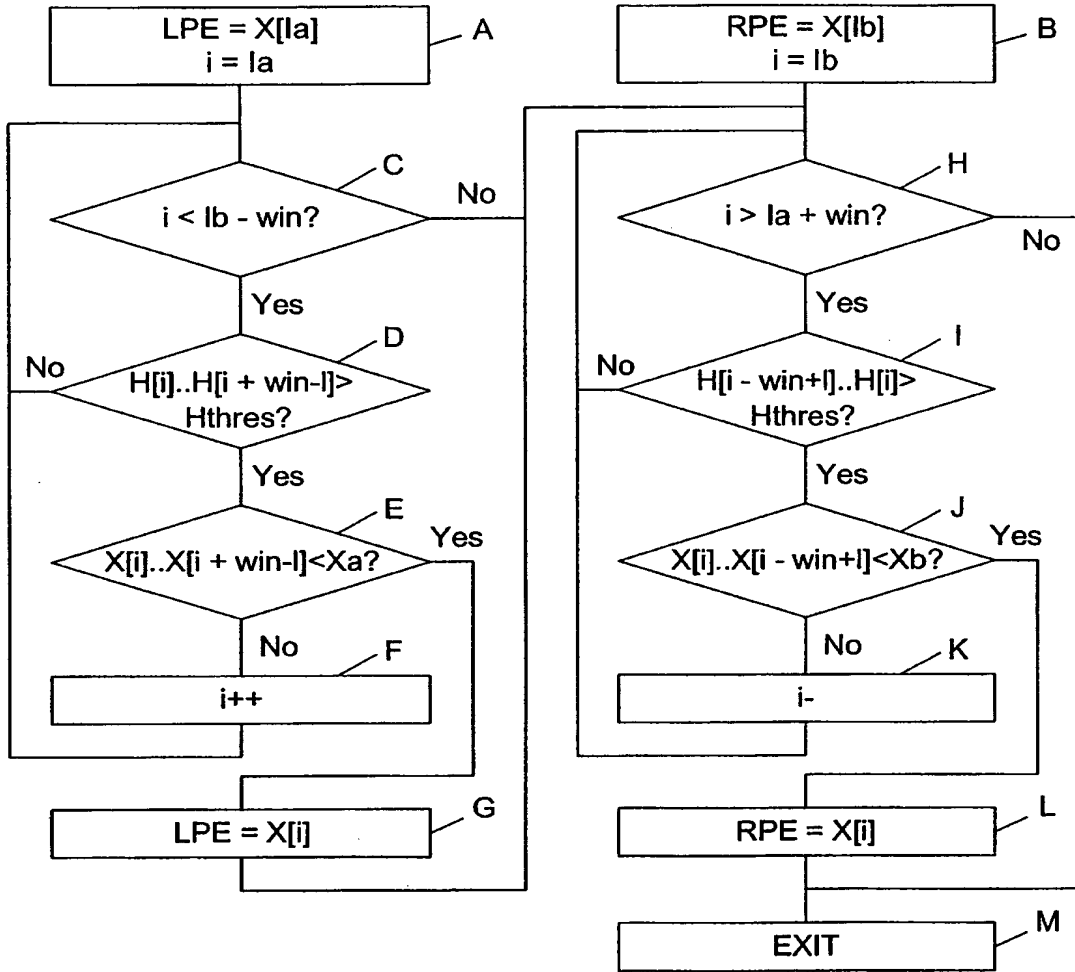 LPE = X[Ia]
i = Ia
A
C
i < Ib - win?
No
Yes
D
No
H[i]..H[i + win-I]>
Hthres?
Yes
E
Yes
X[i]..X[i + win-I]<Xa?
No
F
i++
G
LPE = X[i]
RPE = X[Ib]
i = Ib
B
H
i > Ia + win?
No
Yes
I
No
H[i - win+I]..H[i]>
Hthres?
Yes
J
Yes
X[i]..X[i - win+I]<Xb?
No
K
i-
L
RPE = X[i]
M
EXIT